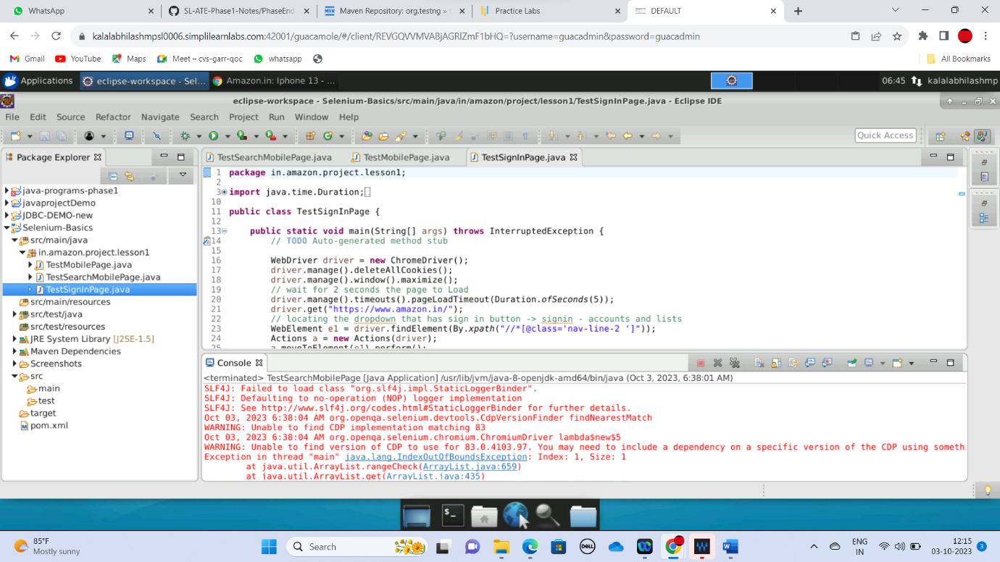 WhatsApp
SL-ATE-Phase1-Notes/PhaseEnd
Maven Repository: org.testng » t
Practice Labs
DEFAULT
kalalabhilashmpsl0006.simplilearnlabs.com:42001/guacamole/#/client/REVGQVVMVABjAGRlZmF1bHQ=?username=guacadmin&password=guacadmin
Gmail
YouTube
Maps
Meet – cvs-garr-qoc
whatsapp
All Bookmarks
Applications
eclipse-workspace - Sel...
Amazon.in: Iphone 13 - ...
06:45
kalalabhilashmp
eclipse-workspace - Selenium-Basics/src/main/java/in/amazon/project/lesson1/TestSignInPage.java - Eclipse IDE
File Edit Source Refactor Navigate Search Project Run Window Help
Quick Access
Package Explorer
java-programs-phase1
javaprojectDemo
JDBC-DEMO-new
Selenium-Basics
src/main/java
in.amazon.project.lesson1
TestMobilePage.java
TestSearchMobilePage.java
TestSignInPage.java
src/main/resources
src/test/java
src/test/resources
JRE System Library [J2SE-1.5]
Maven Dependencies
Screenshots
src
main
test
target
pom.xml
TestSearchMobilePage.java
TestMobilePage.java
TestSignInPage.java
1 package in.amazon.project.lesson1;
2
3 import java.time.Duration;
10
11 public class TestSignInPage {
12
13 public static void main(String[] args) throws InterruptedException {
14 // TODO Auto-generated method stub
15
16 WebDriver driver = new ChromeDriver();
17 driver.manage().deleteAllCookies();
18 driver.manage().window().maximize();
19 // wait for 2 seconds the page to Load
20 driver.manage().timeouts().pageLoadTimeout(Duration.ofSeconds(5));
21 driver.get("https://www.amazon.in/");
22 // locating the dropdown that has sign in button -> signin - accounts and lists
23 WebElement e1 = driver.findElement(By.xpath("//*[@class='nav-line-2 ']"));
24 Actions a = new Actions(driver);
25 a.moveToElement(e1).perform();
Console
<terminated> TestSearchMobilePage [Java Application] /usr/lib/jvm/java-8-openjdk-amd64/bin/java (Oct 3, 2023, 6:38:01 AM)
SLF4J: Failed to load class "org.slf4j.impl.StaticLoggerBinder".
SLF4J: Defaulting to no-operation (NOP) logger implementation
SLF4J: See http://www.slf4j.org/codes.html#StaticLoggerBinder for further details.
Oct 03, 2023 6:38:04 AM org.openqa.selenium.devtools.CdpVersionFinder findNearestMatch
WARNING: Unable to find CDP implementation matching 83
Oct 03, 2023 6:38:04 AM org.openqa.selenium.chromium.ChromiumDriver lambda$new$5
WARNING: Unable to find version of CDP to use for 83.0.4103.97. You may need to include a dependency on a specific version of the CDP using someth
Exception in thread "main" java.lang.IndexOutOfBoundsException: Index: 1, Size: 1
at java.util.ArrayList.rangeCheck(ArrayList.java:659)
at java.util.ArrayList.get(ArrayList.java:435)
85°F
Mostly sunny
Search
DELL
ENG
IN
12:15
03-10-2023
3